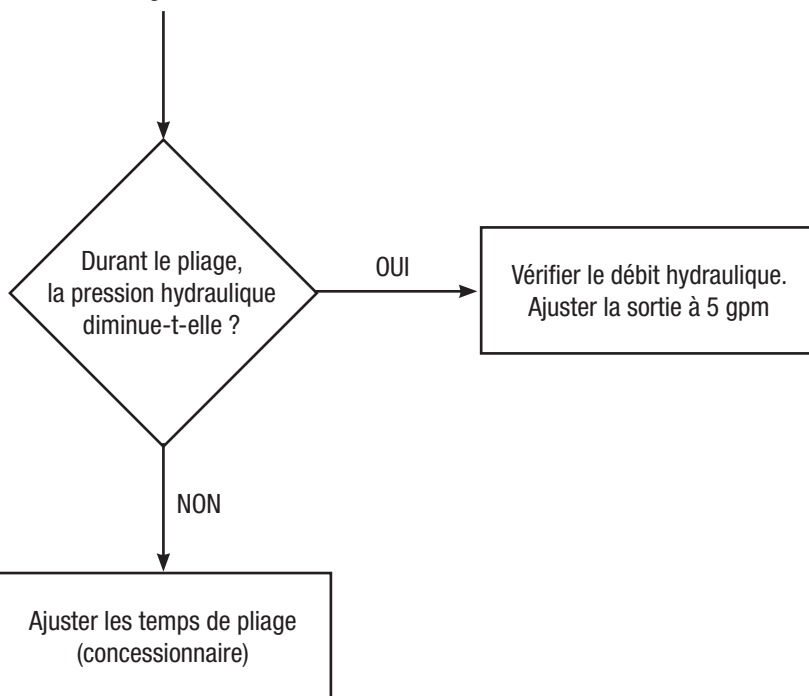 Durant le pliage,
la pression hydraulique
diminue-t-elle ?
OUI
Vérifier le débit hydraulique.
Ajuster la sortie à 5 gpm
NON
Ajuster les temps de pliage
(concessionnaire)